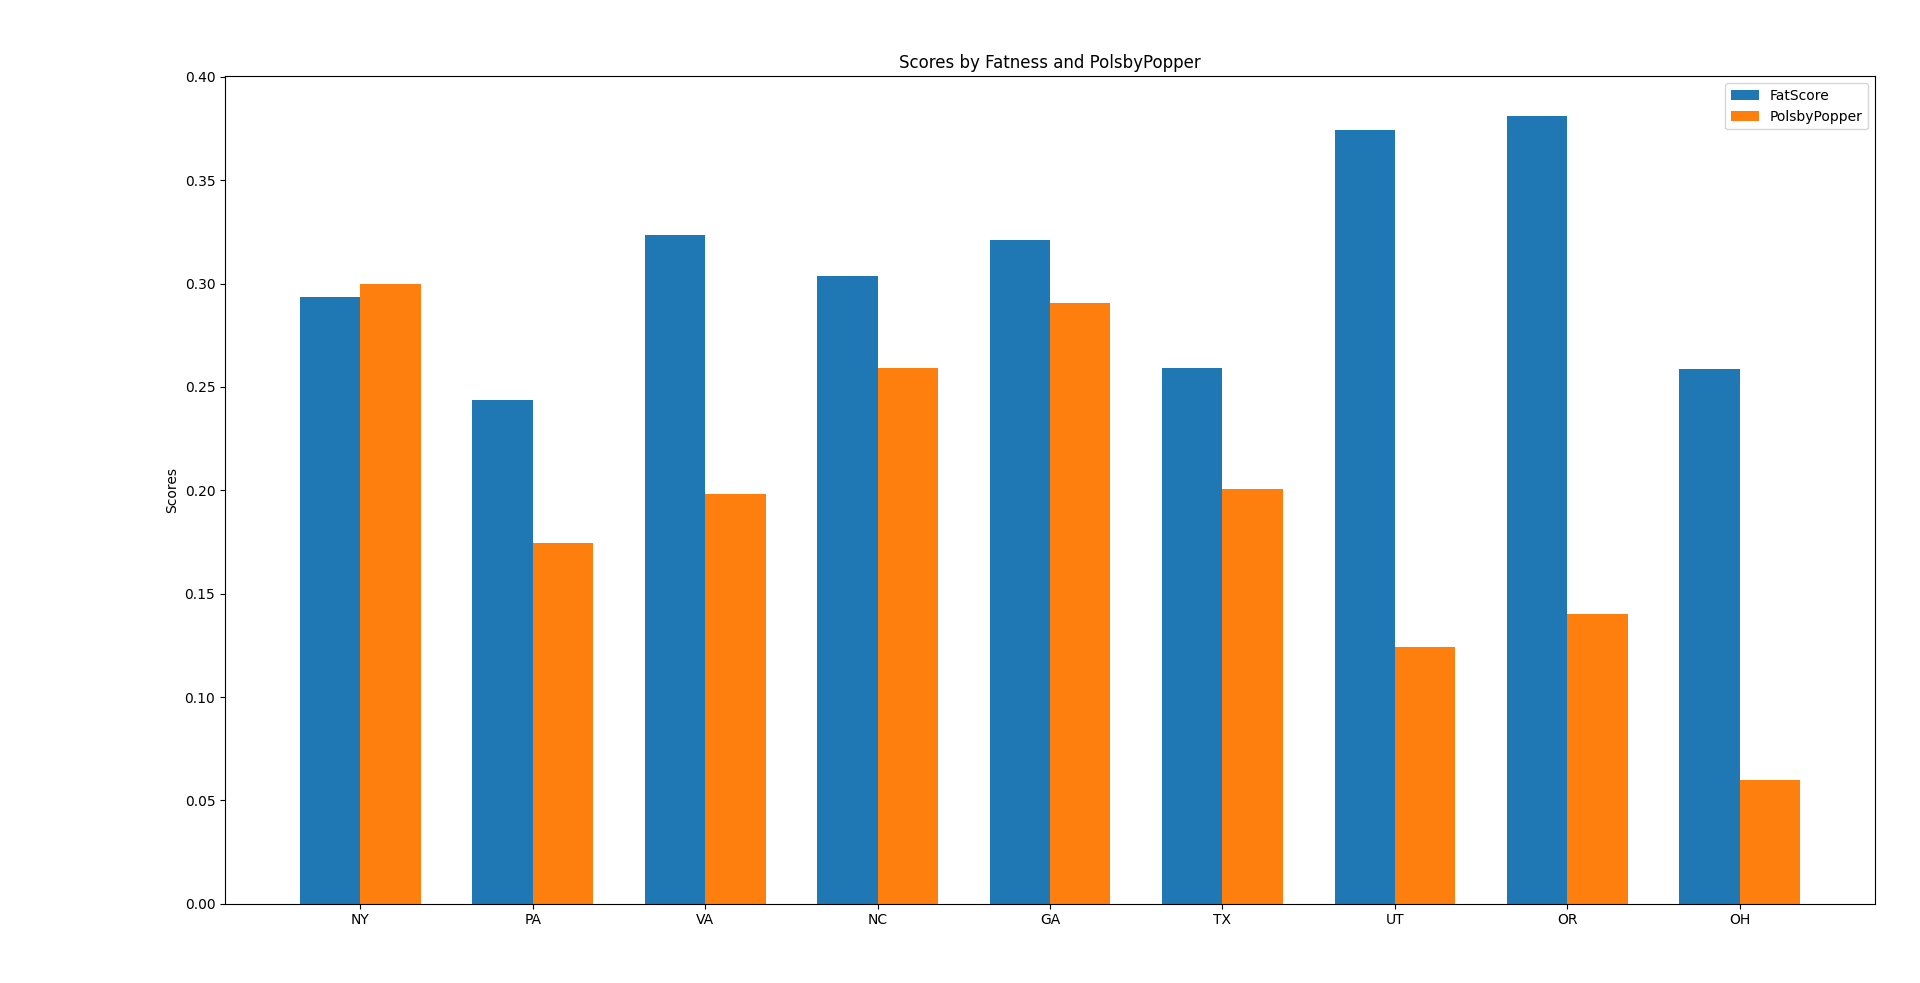 Scores by Fatness and PolsbyPopper
FatScore
PolsbyPopper
0.40
0.35
0.30
0.25
0.20
0.15
0.10
0.05
0.00
Scores
NY PA VA NC GA TX UT OR OH